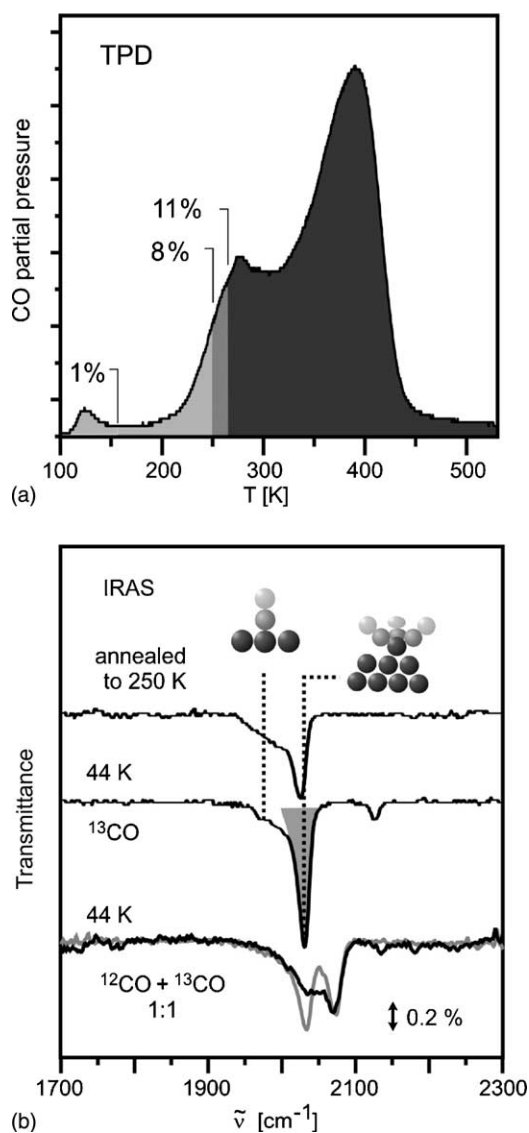 TPD
CO partial pressure
11%
8%
1%
100 200 300 400 500
(a)
T [K]
IRAS
annealed
to 250 K
44 K
¹³CO
44 K
¹²CO + ¹³CO
1:1
0.2 %
Transmittance
1700 1900 2100 2300
(b)
ṽ [cm⁻¹]